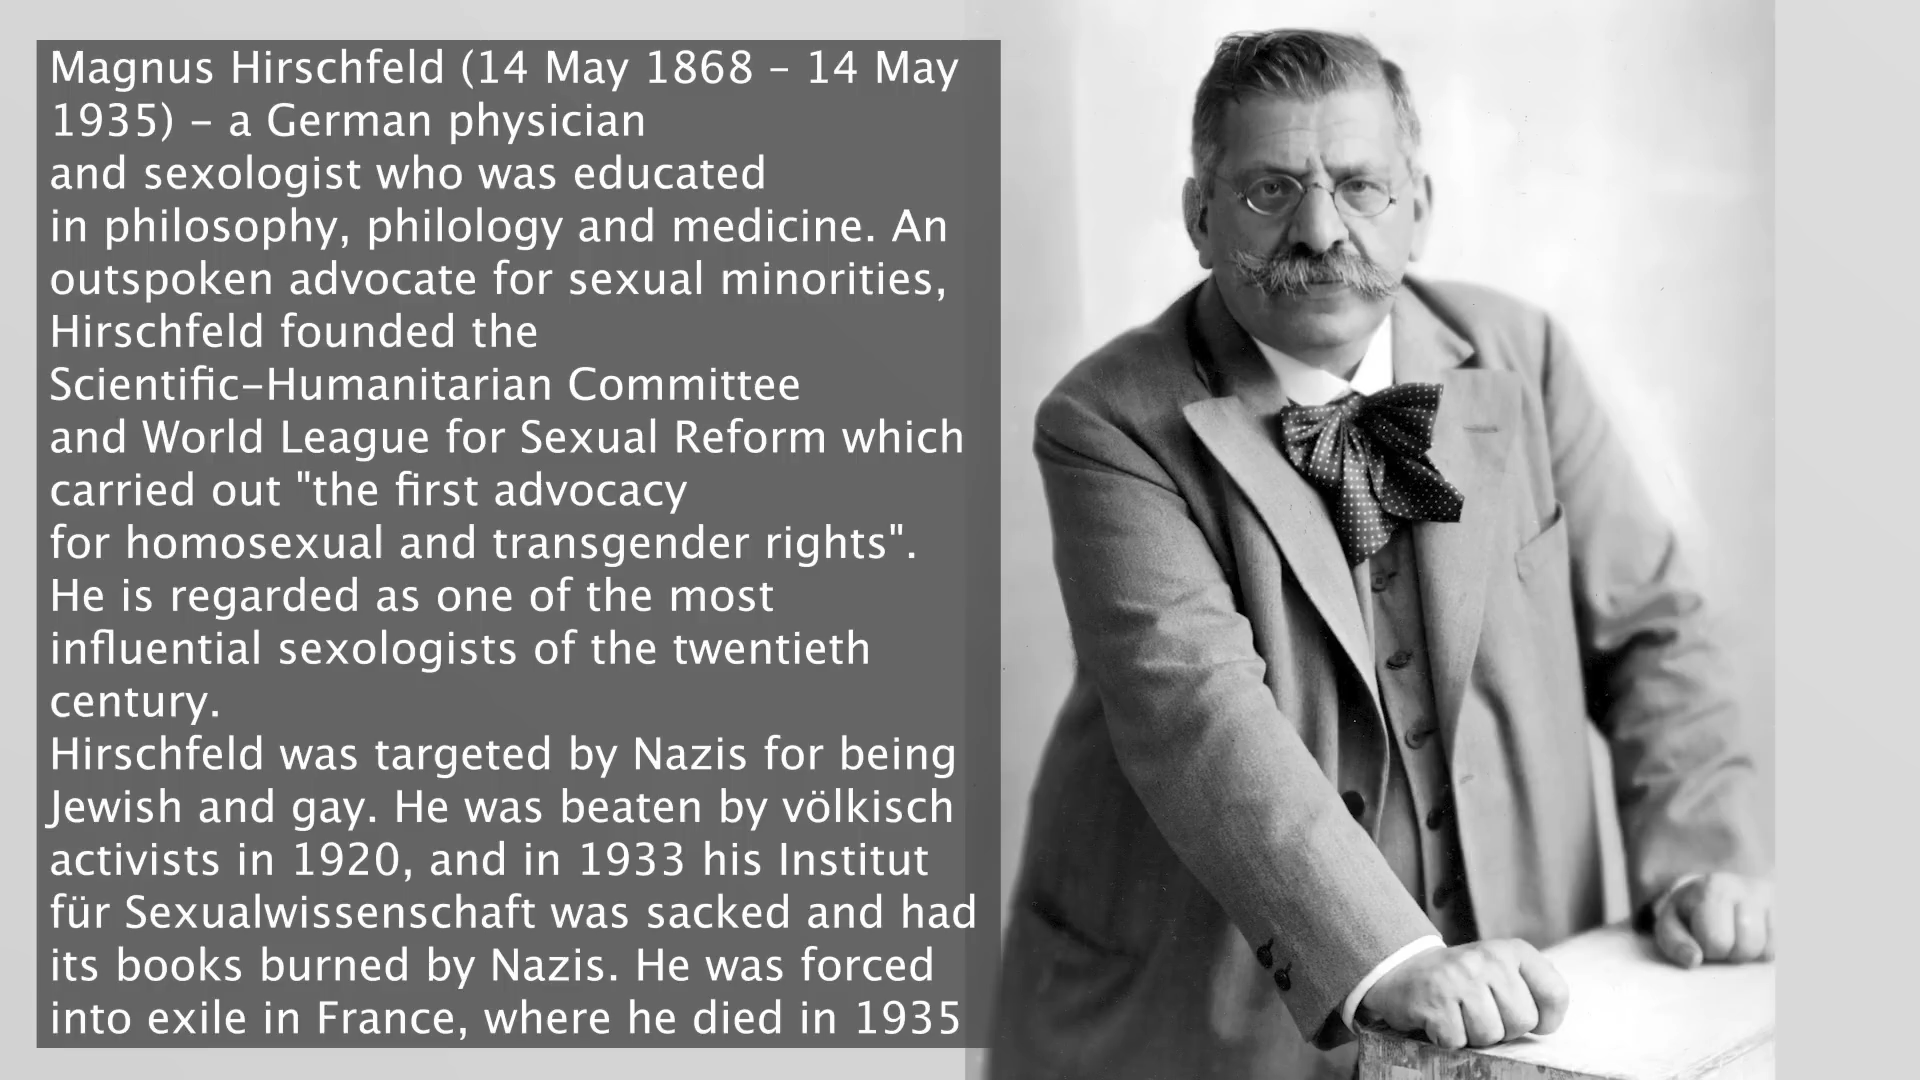 Magnus Hirschfeld (14 May 1868 – 14 May
1935) – a German physician
and sexologist who was educated
in philosophy, philology and medicine. An
outspoken advocate for sexual minorities,
Hirschfeld founded the
Scientific–Humanitarian Committee
and World League for Sexual Reform which
carried out "the first advocacy
for homosexual and transgender rights".
He is regarded as one of the most
influential sexologists of the twentieth
century.
Hirschfeld was targeted by Nazis for being
Jewish and gay. He was beaten by völkisch
activists in 1920, and in 1933 his Institut
für Sexualwissenschaft was sacked and had
its books burned by Nazis. He was forced
into exile in France, where he died in 1935